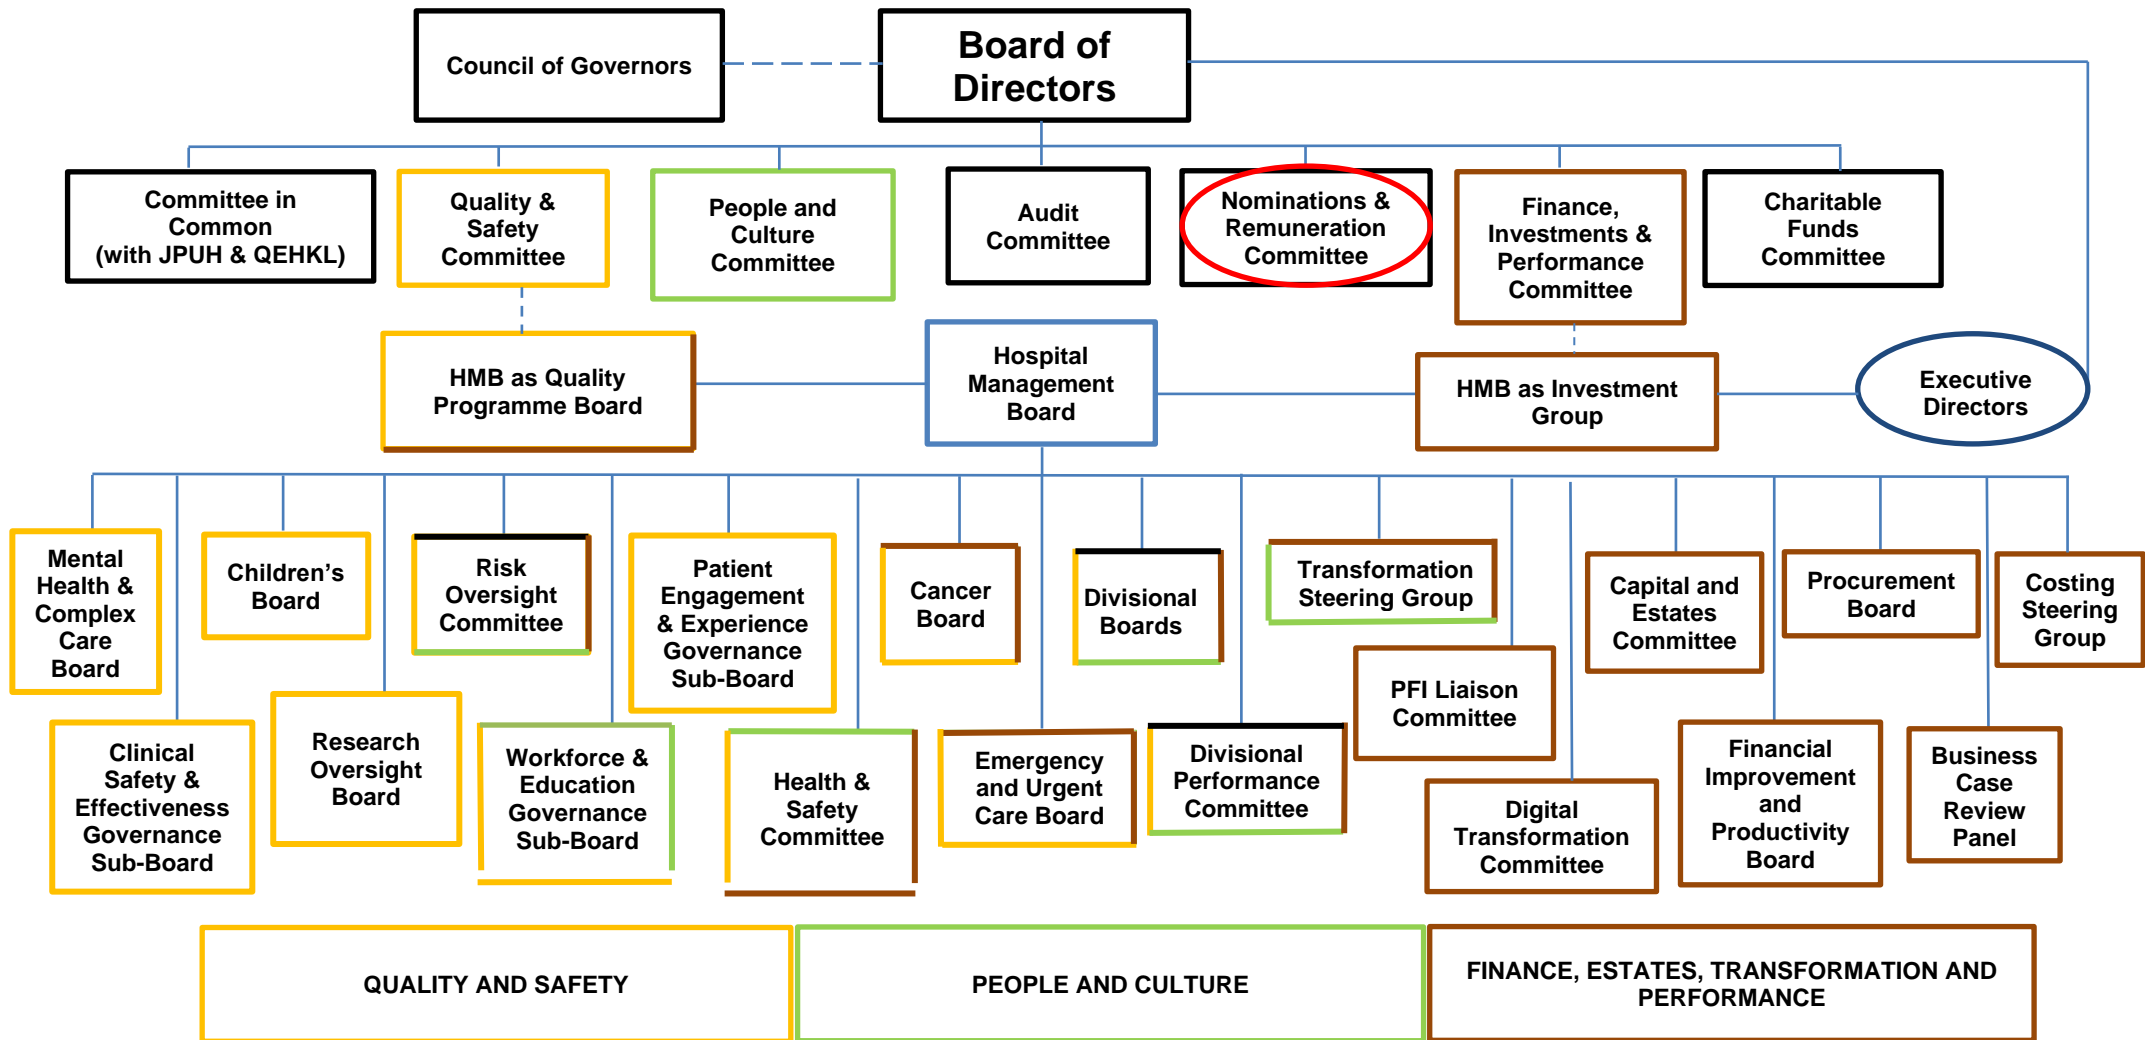 Council of Governors
Board of
Directors
Committee in
Common
(with JPUH & QEHKL)
Quality &
Safety
Committee
People and
Culture
Committee
Audit
Committee
Nominations &
Remuneration
Committee
Finance,
Investments &
Performance
Committee
Charitable
Funds
Committee
HMB as Quality
Programme Board
Hospital
Management
Board
HMB as Investment
Group
Executive
Directors
Mental
Health &
Complex
Care
Board
Children’s
Board
Risk
Oversight
Committee
Patient
Engagement
& Experience
Governance
Sub-Board
Cancer
Board
Divisional
Boards
Transformation
Steering Group
Capital and
Estates
Committee
Procurement
Board
Costing
Steering
Group
Clinical
Safety &
Effectiveness
Governance
Sub-Board
Research
Oversight
Board
Workforce &
Education
Governance
Sub-Board
Health &
Safety
Committee
Emergency
and Urgent
Care Board
Divisional
Performance
Committee
PFI Liaison
Committee
Digital
Transformation
Committee
Financial
Improvement
and
Productivity
Board
Business
Case
Review
Panel
QUALITY AND SAFETY
PEOPLE AND CULTURE
FINANCE, ESTATES, TRANSFORMATION AND
PERFORMANCE